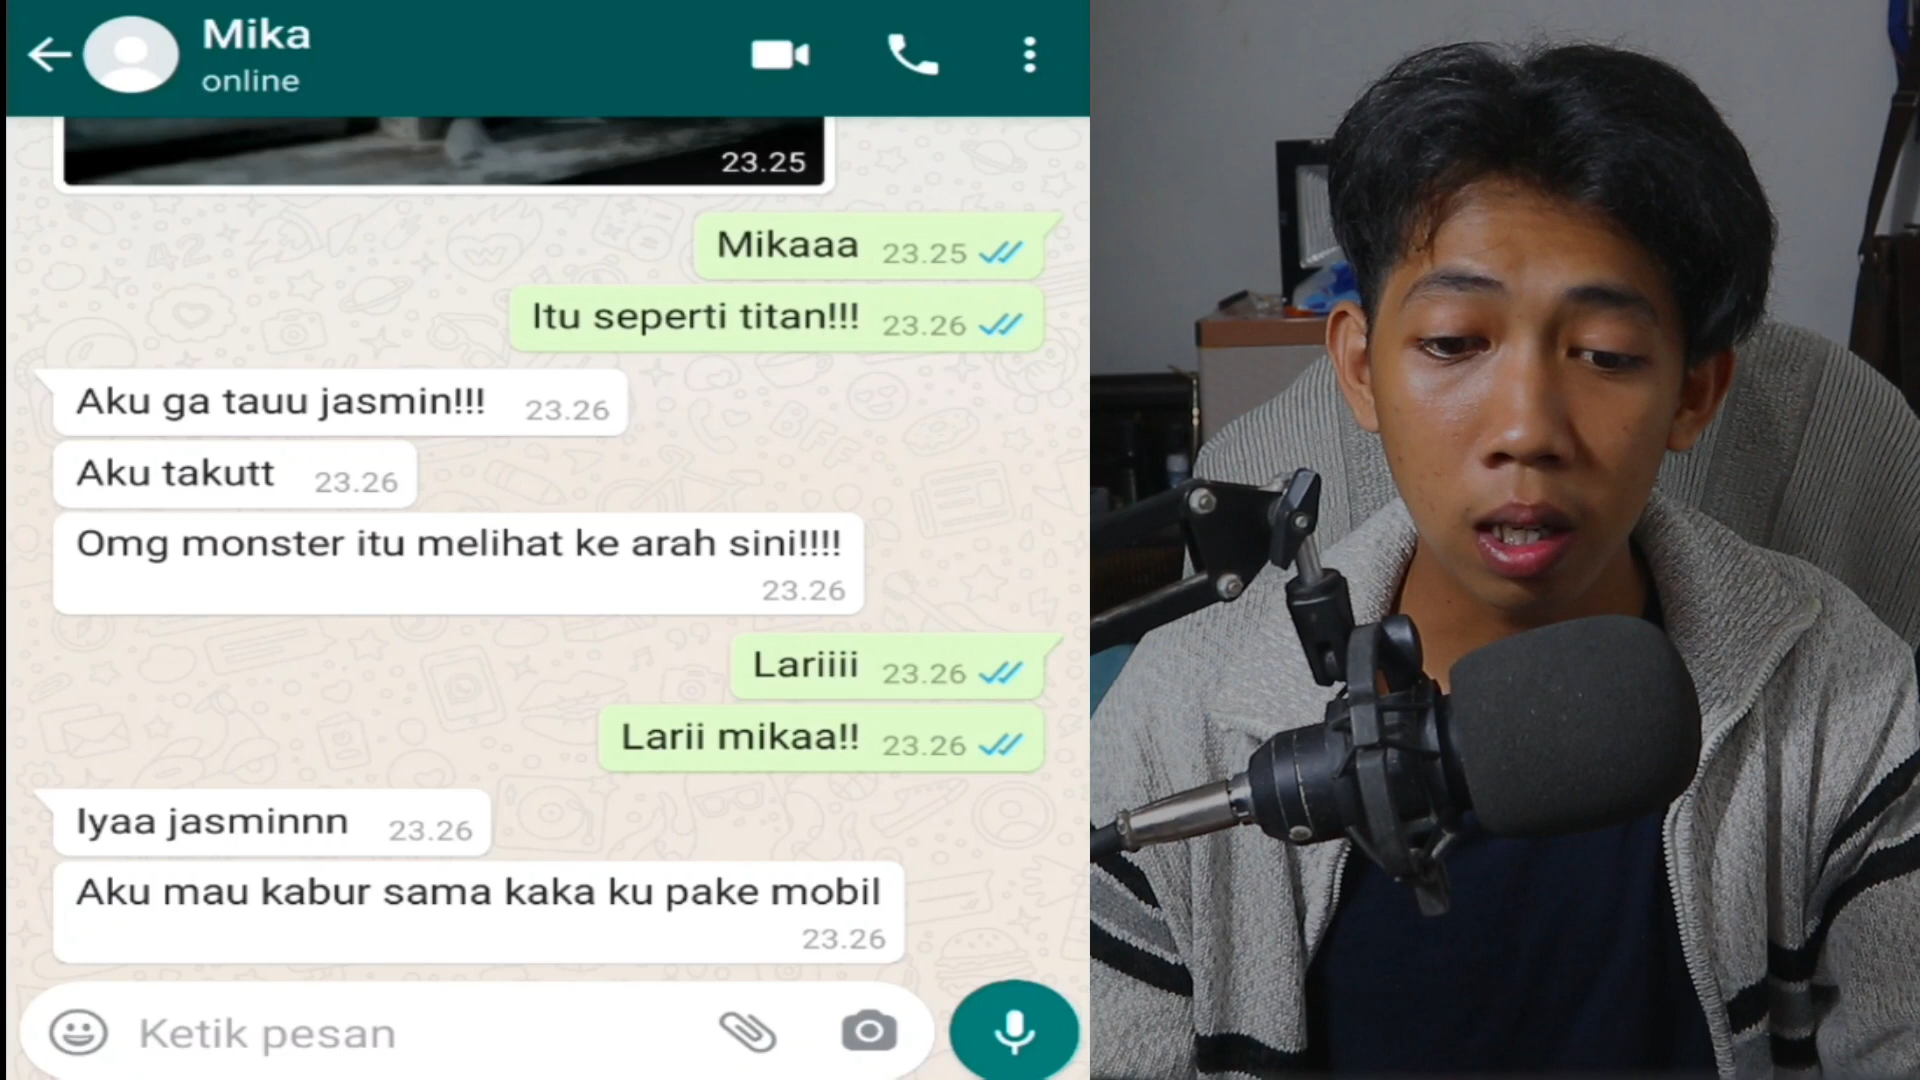 Mika
online
23.25
Mikaaa 23.25
Itu seperti titan!!! 23.26
Aku ga tauu jasmin!!! 23.26
Aku takutt 23.26
Omg monster itu melihat ke arah sini!!!!
23.26
Lariiii 23.26
Larii mikaa!! 23.26
Iyaa jasminnn 23.26
Aku mau kabur sama kaka ku pake mobil
23.26
Ketik pesan